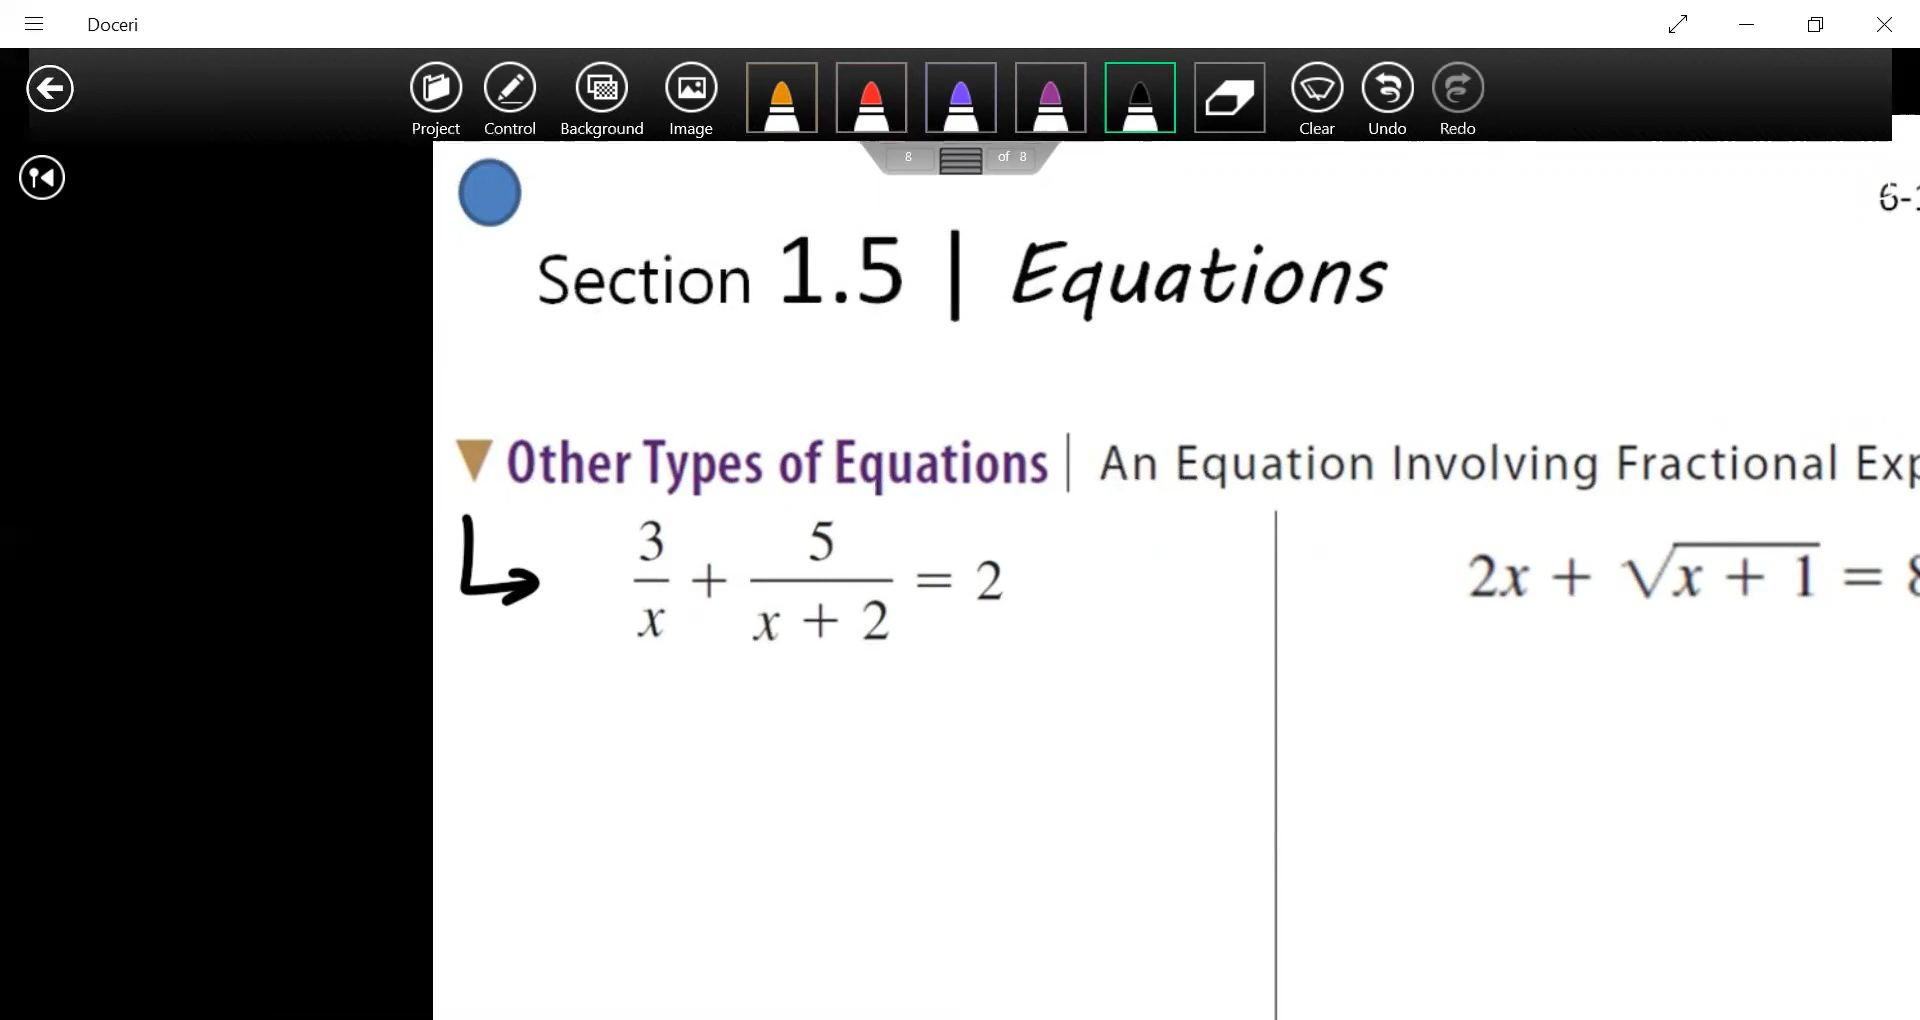 Doceri
Project Control Background Image Clear Undo Redo
8 of 8
Section 1.5 | Equations
Other Types of Equations | An Equation Involving Fractional
3/x + 5/(x + 2) = 2
2x + √(x + 1) =